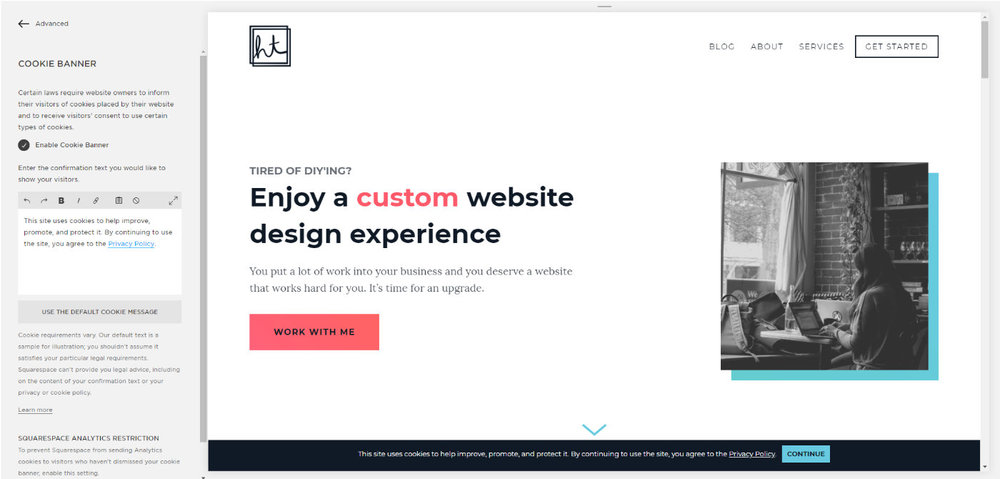 Advanced
COOKIE BANNER
Certain laws require website owners to inform
their visitors of cookies placed by their website
and to receive visitors' consent to use certain
types of cookies.
Enable Cookie Banner
Enter the confirmation text you would like to
show your visitors.
B I
This site uses cookies to help improve,
promote, and protect it. By continuing to use
the site, you agree to the Privacy Policy.
USE THE DEFAULT COOKIE MESSAGE
Cookie requirements vary. Our default text is a
sample for illustration; you shouldn't assume it
satisfies your particular legal requirements.
Squarespace can't provide you legal advice, including
on the content of your confirmation text or your
privacy or cookie policy.
Learn more
SQUARESPACE ANALYTICS RESTRICTION
To prevent Squarespace from sending Analytics
cookies to visitors who haven't dismissed your cookie
banner, enable this setting.
ht
BLOG ABOUT SERVICES GET STARTED
TIRED OF DIY'ING?
Enjoy a custom website
design experience
You put a lot of work into your business and you deserve a website
that works hard for you. It's time for an upgrade.
WORK WITH ME
This site uses cookies to help improve, promote, and protect it. By continuing to use the site, you agree to the Privacy Policy. CONTINUE